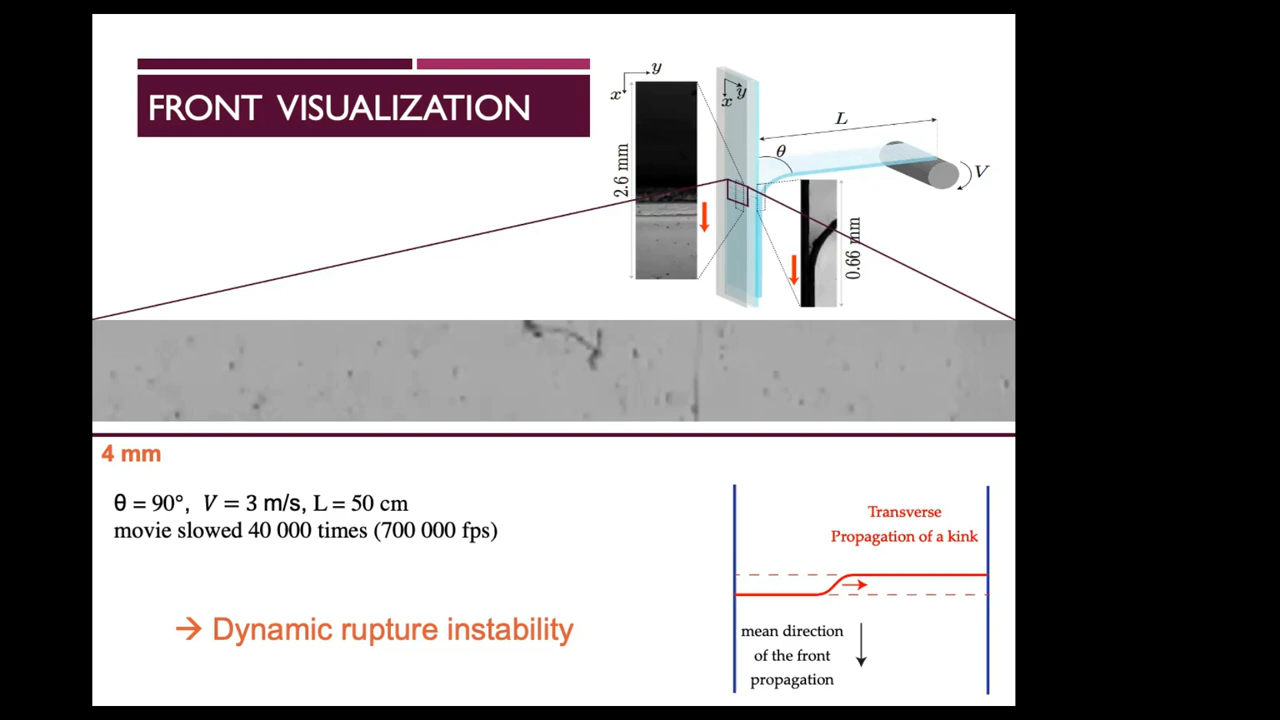 FRONT VISUALIZATION
y
x
2.6 mm
x
y
L
θ
V
0.66 mm
4 mm
θ = 90°, V = 3 m/s, L = 50 cm
movie slowed 40 000 times (700 000 fps)
→ Dynamic rupture instability
Transverse
Propagation of a kink
mean direction
of the front
propagation